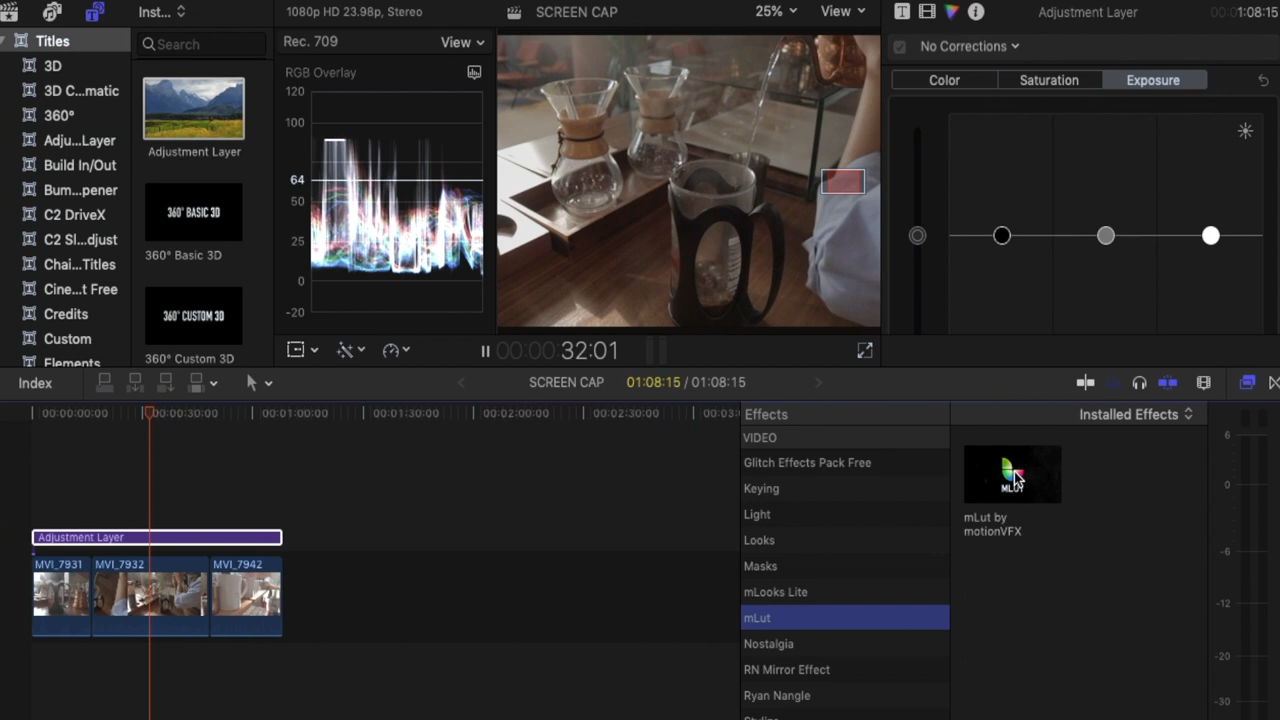 Inst...
1080p HD 23.98p, Stereo
SCREEN CAP
25%
View
Adjustment Layer
00:01:08:15
Titles
Search
Rec. 709
View
No Corrections
3D
3D C...matic
360°
Adju...Layer
Build In/Out
Bum...pener
C2 DriveX
C2 Sl...djust
Chai...Titles
Cine...t Free
Credits
Custom
Elements
Adjustment Layer
360° BASIC 3D
360° Basic 3D
360° CUSTOM 3D
360° Custom 3D
RGB Overlay
120
100
64
50
25
0
-20
Color
Saturation
Exposure
00:00:32:01
Index
SCREEN CAP
01:08:15 / 01:08:15
00:00:00:00
00:00:30:00
00:01:00:00
00:01:30:00
00:02:00:00
00:02:30:00
00:03:
Effects
Installed Effects
VIDEO
Glitch Effects Pack Free
Keying
Light
Looks
Masks
mLooks Lite
mLut
Nostalgia
RN Mirror Effect
Ryan Nangle
MLUT
mLut by
motionVFX
Adjustment Layer
MVI_7931
MVI_7932
MVI_7942
6
0
-6
-12
-20
-30